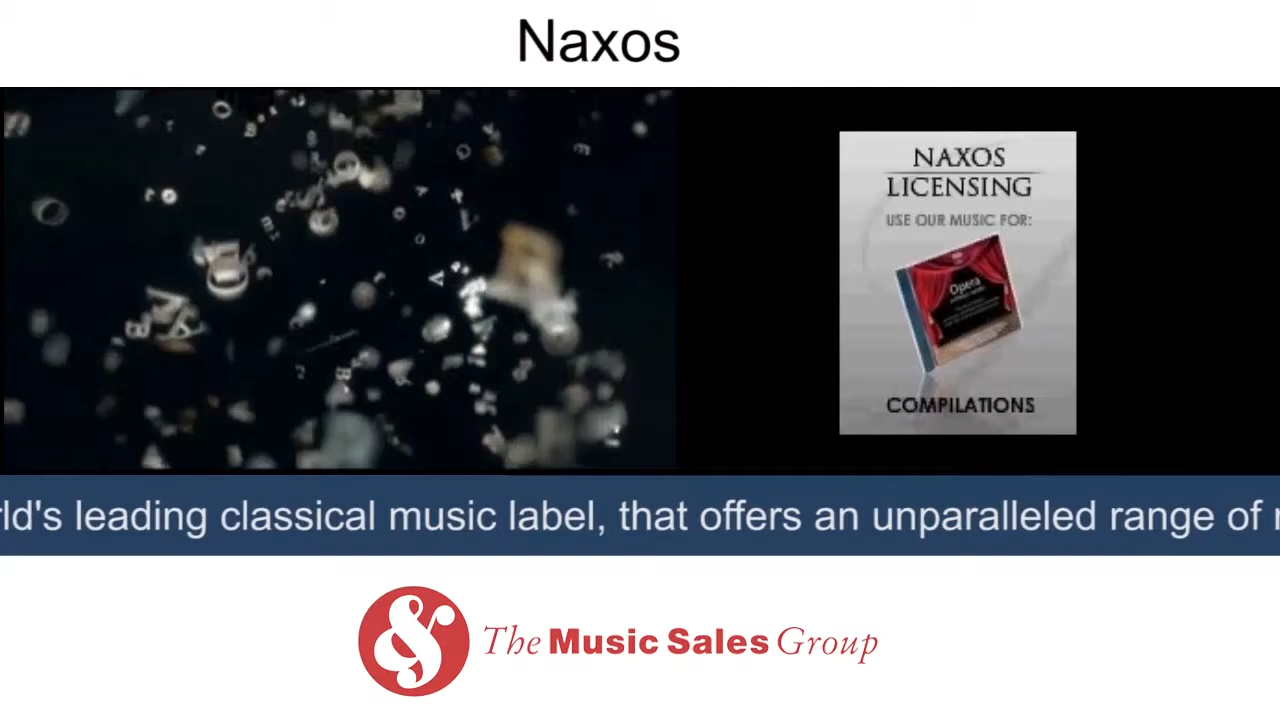 Naxos
NAXOS
LICENSING
USE OUR MUSIC FOR:
Opera
COMPILATIONS
rld's leading classical music label, that offers an unparalleled range of
The Music Sales Group